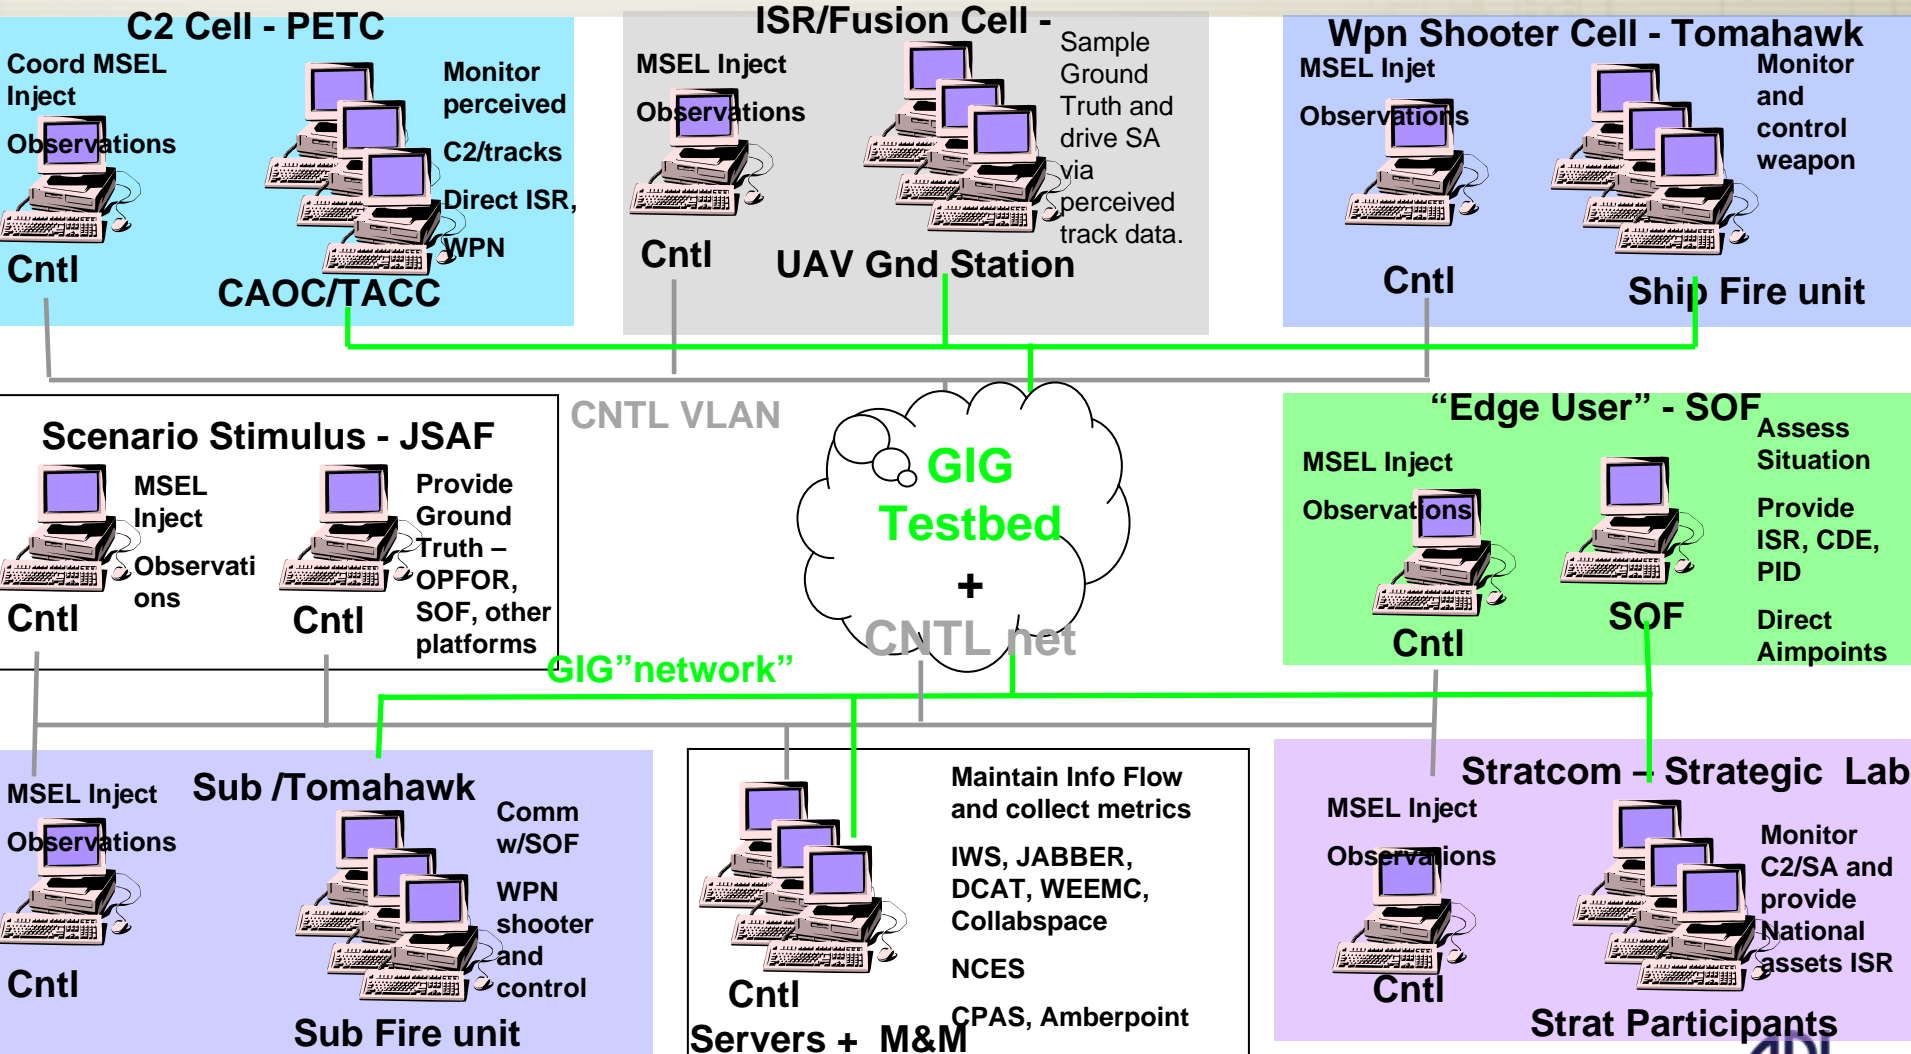 C2 Cell - PETC
Coord MSEL
Inject
Observations
Cntl
Monitor
perceived
C2/tracks
Direct ISR,
WPN
CAOC/TACC
ISR/Fusion Cell -
MSEL Inject
Observations
Cntl
Sample
Ground
Truth and
drive SA
via
perceived
track data.
UAV Gnd Station
Wpn Shooter Cell - Tomahawk
MSEL Injet
Observations
Cntl
Monitor
and
control
weapon
Ship Fire unit
CNTL VLAN
Scenario Stimulus - JSAF
MSEL
Inject
Observati
ons
Cntl
Provide
Ground
Truth –
OPFOR,
SOF, other
platforms
Cntl
GIG
Testbed
+
CNTL net
"Edge User" - SOF
MSEL Inject
Observations
Cntl
Assess
Situation
Provide
ISR, CDE,
PID
Direct
Aimpoints
SOF
GIG”network”
Sub /Tomahawk
MSEL Inject
Observations
Cntl
Comm
w/SOF
WPN
shooter
and
control
Sub Fire unit
Maintain Info Flow
and collect metrics
IWS, JABBER,
DCAT, WEEMC,
Collabspace
NCES
CPAS, Amberpoint
Cntl
Servers + M&M
Stratcom – Strategic Lab
MSEL Inject
Observations
Cntl
Monitor
C2/SA and
provide
National
assets ISR
Strat Participants